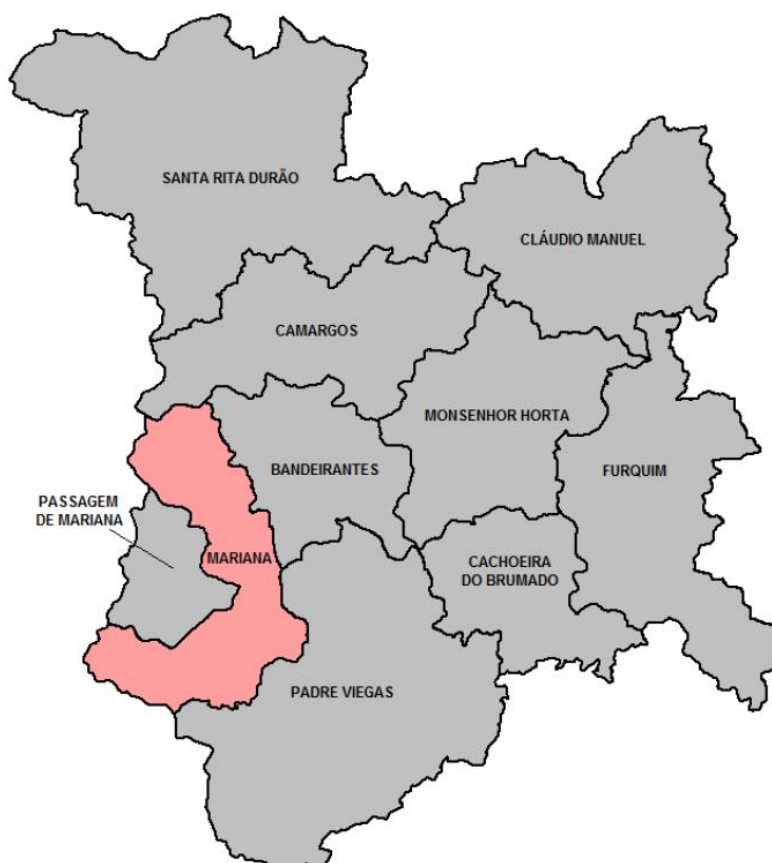 SANTA RITA DURÃO
CLÁUDIO MANUEL
CAMARGOS
MONSENHOR HORTA
BANDEIRANTES
FURQUIM
PASSAGEM
DE MARIANA
MARIANA
CACHOEIRA
DO BRUMADO
PADRE VIEGAS